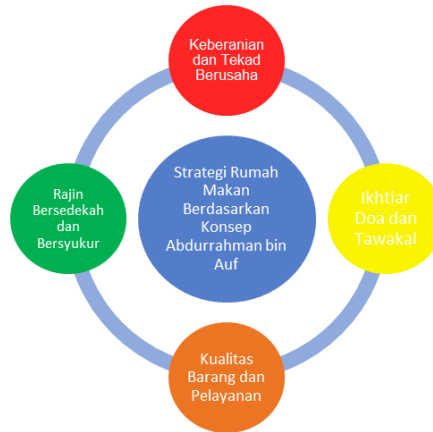 Keberanian
dan Tekad
Berusaha
Strategi Rumah
Makan
Berdasarkan
Konsep
Abdurrahman bin
Auf
Rajin
Bersedekah
dan
Bersyukur
Ikhtiar
Doa dan
Tawakal
Kualitas
Barang dan
Pelayanan